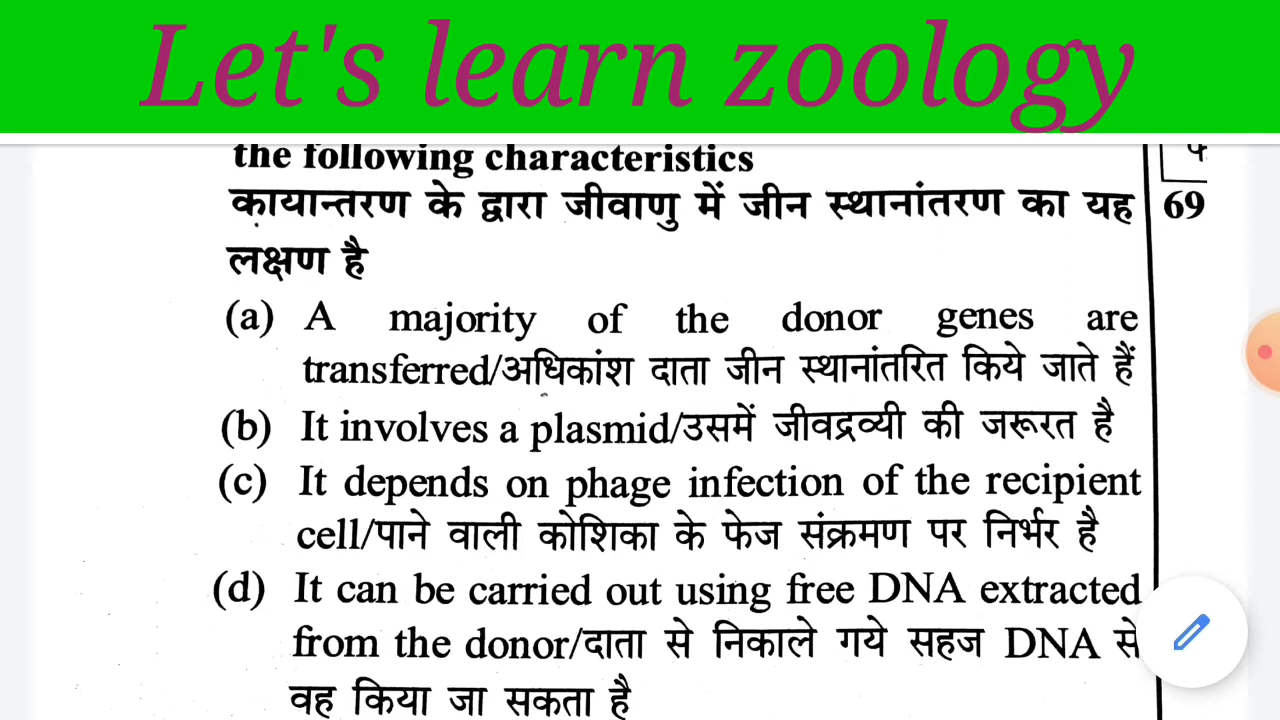 Let's learn zoology
the following characteristics
कायान्तरण के द्वारा जीवाणु में जीन स्थानांतरण का यह
69
लक्षण है
(a) A majority of the donor genes are
transferred/अधिकांश दाता जीन स्थानांतरित किये जाते हैं
(b) It involves a plasmid/उसमें जीवद्रव्यी की जरूरत है
(c) It depends on phage infection of the recipient
cell/पाने वाली कोशिका के फेज संक्रमण पर निर्भर है
(d) It can be carried out using free DNA extracted
from the donor/दाता से निकाले गये सहज DNA से
वह किया जा सकता है